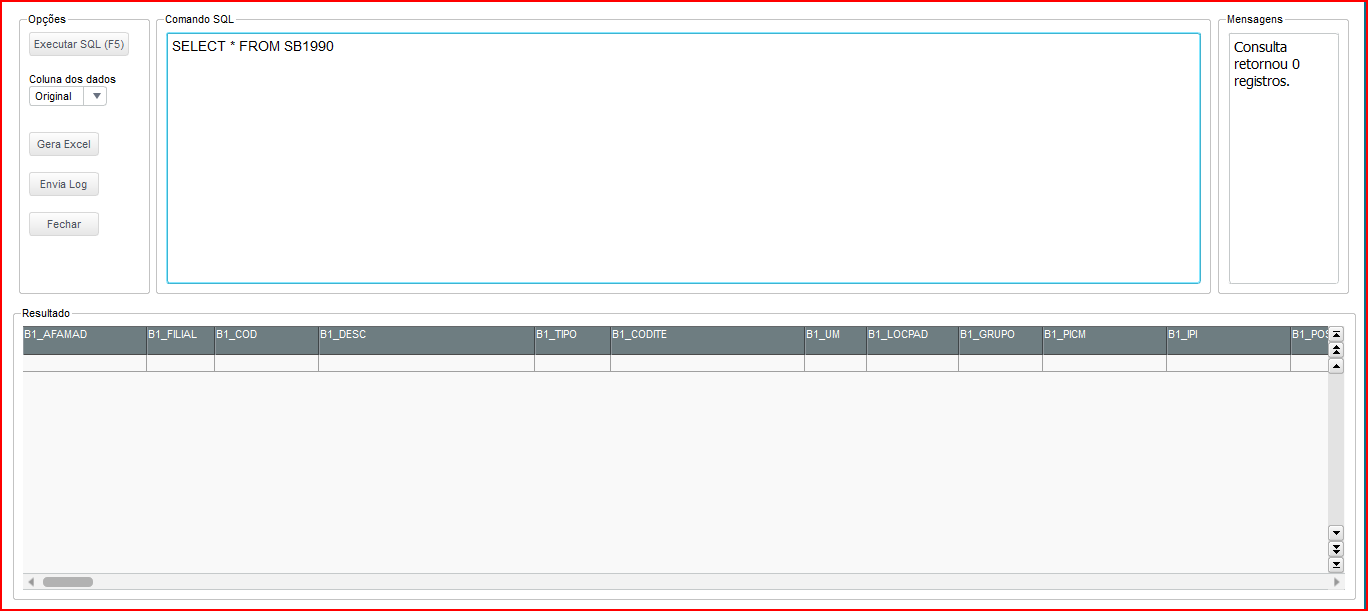 Opções
Executar SQL (F5)
Coluna dos dados
Original
Gera Excel
Envia Log
Fechar
Comando SQL
SELECT * FROM SB1990
Mensagens
Consulta
retornou 0
registros.
Resultado
B1_AFAMAD B1_FILIAL B1_COD B1_DESC B1_TIPO B1_CODITE B1_UM B1_LOCPAD B1_GRUPO B1_PICM B1_IPI B1_POS